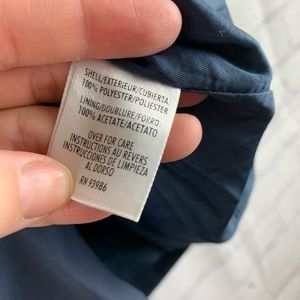 SHELL/EXTERIEUR/CUBIERTA:
100% POLYESTER/POLIESTER
LINING/DOUBLURE/FORRO:
100% ACETATE/ACETATO
OVER FOR CARE
INSTRUCTIONS AU REVERS
INSTRUCCIONES DE LIMPIEZA
AL DORSO
RN 93986